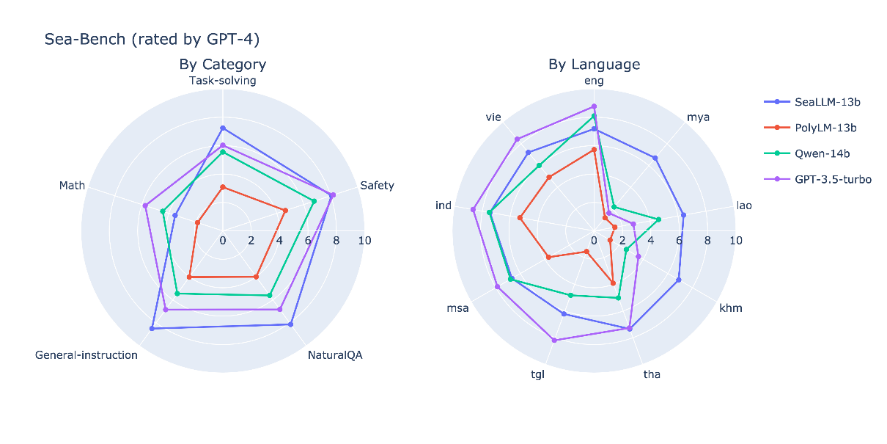 Sea-Bench (rated by GPT-4)
By Category
Task-solving
Safety
NaturalQA
General-instruction
Math
0 2 4 6 8 10
By Language
eng
mya
lao
khm
tha
tgl
msa
ind
vie
0 2 4 6 8 10
SeaLLM-13b
PolyLM-13b
Qwen-14b
GPT-3.5-turbo